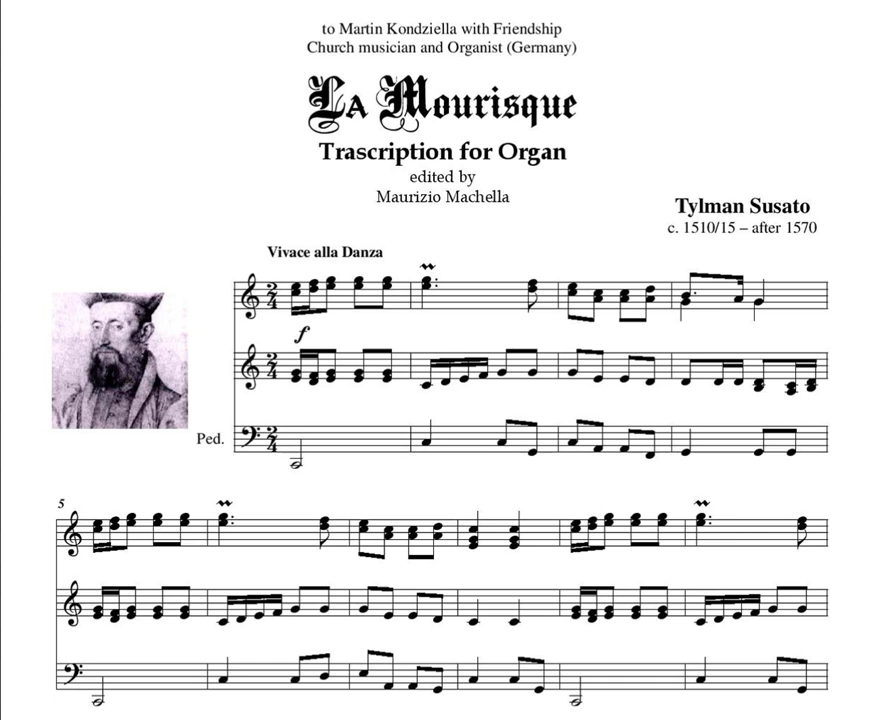 to Martin Kondziella with Friendship
Church musician and Organist (Germany)
La Mourisque
Trascription for Organ
edited by
Maurizio Machella
Tylman Susato
c. 1510/15 – after 1570
Vivace alla Danza
f
Ped.
5